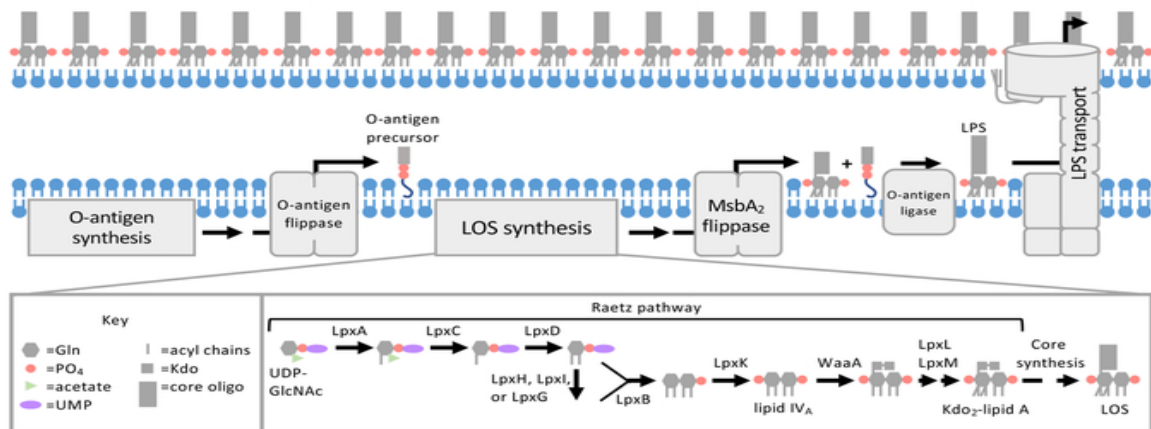 O-antigen
precursor
LPS
LPS transport
O-antigen
synthesis
O-antigen
flippase
LOS synthesis
MsbA₂
flippase
+
O-antigen
ligase
Key
=Gln
=PO₄
=acetate
=UMP
=acyl chains
=Kdo
=core oligo
Raetz pathway
LpxA
LpxC
LpxD
UDP-
GlcNAc
LpxH, LpxI,
or LpxG
LpxB
LpxK
lipid IVA
WaaA
LpxL
LpxM
Kdo₂-lipid A
Core
synthesis
LOS